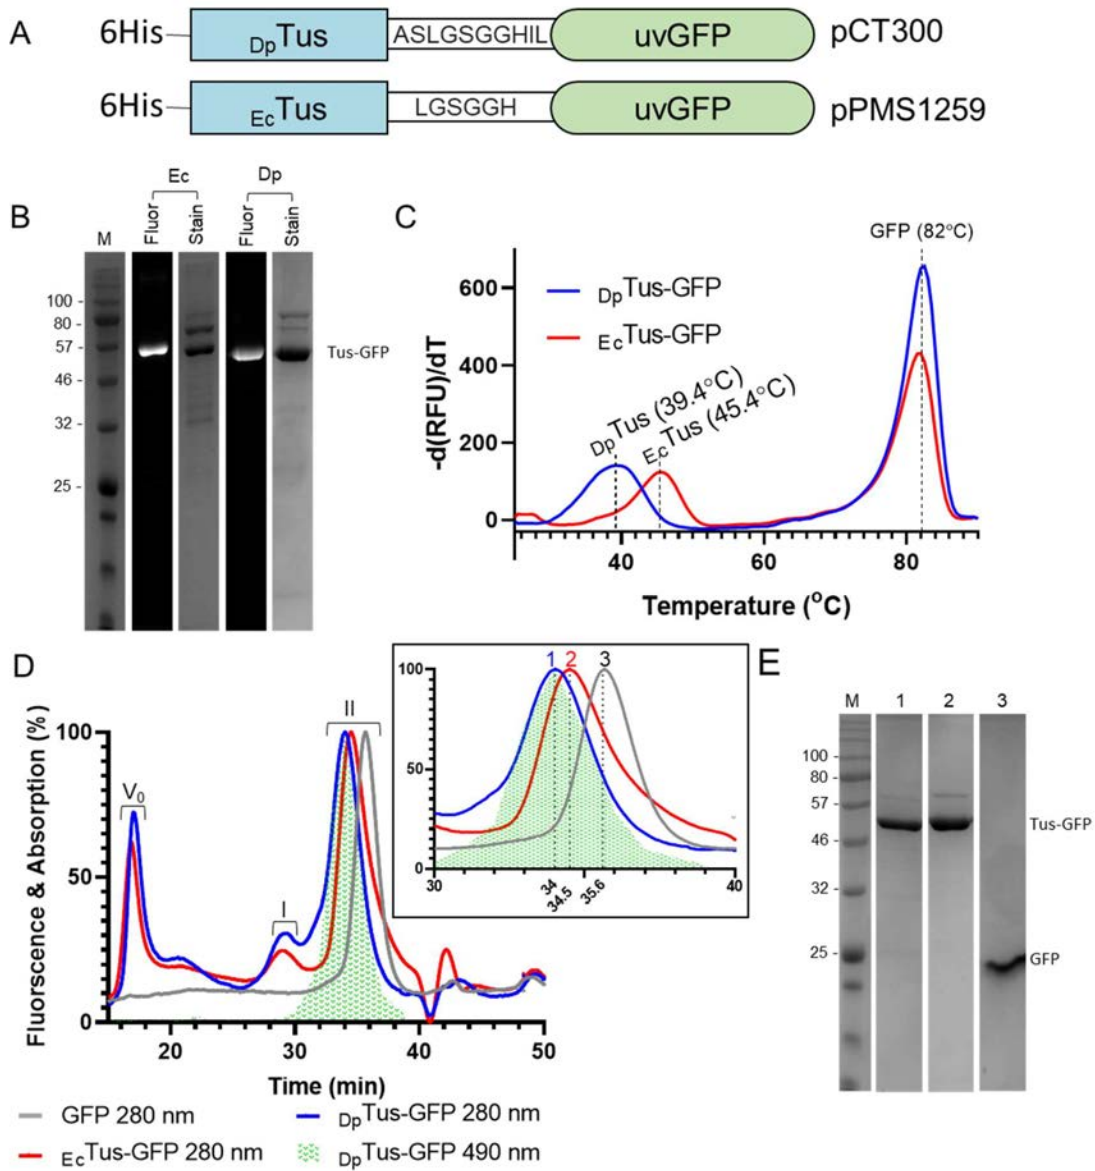 A
6His
DpTus
ASLGSGGHIL
uvGFP
pCT300
6His
EcTus
LGSGGH
uvGFP
pPMS1259
B
Ec
Dp
M
Fluor
Stain
Fluor
Stain
100
80
57
46
32
25
Tus-GFP
C
GFP (82°C)
DpTus-GFP
EcTus-GFP
DpTus (39.4°C)
EcTus (45.4°C)
-d(RFU)/dT
600
400
200
0
40
60
80
Temperature (°C)
D
Fluorescence & Absorption (%)
100
50
0
V0
I
II
20
30
40
50
Time (min)
1
2
3
100
50
0
30
34
34.5
35.6
40
GFP 280 nm
DpTus-GFP 280 nm
EcTus-GFP 280 nm
DpTus-GFP 490 nm
E
M
1
2
3
100
80
57
46
32
25
Tus-GFP
GFP